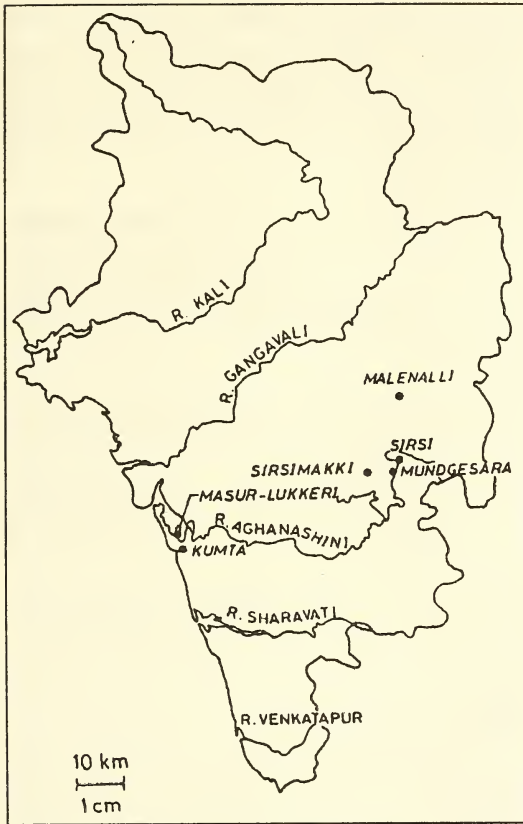 R. KALI
R. GANGAVALI
MALENALLI
SIRSI
SIRSIMAKKI
MUNDGESARA
MASUR-LUKKERI
R. AGHANASHINI
KUMTA
R. SHARAVATI
R. VENKATAPUR
10 km
1 cm